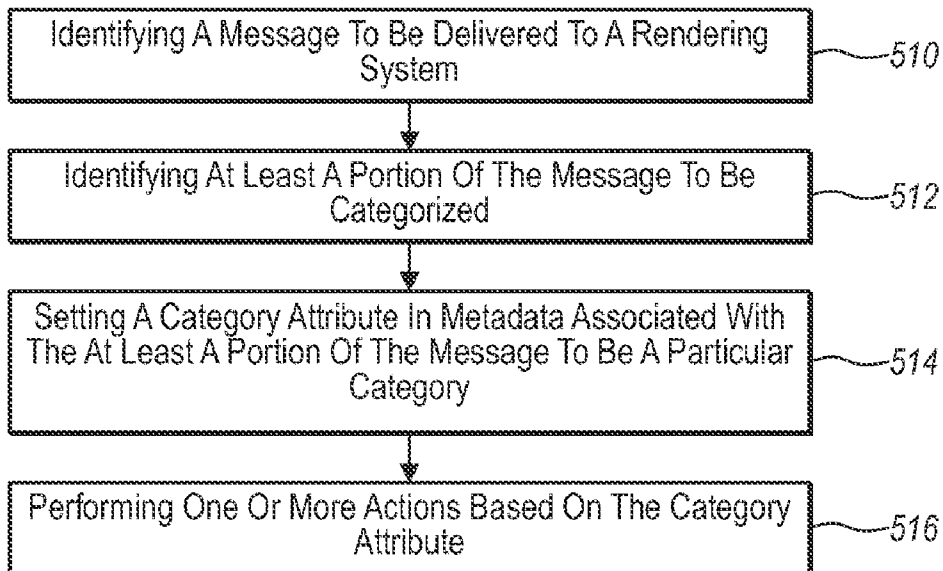 Identifying A Message To Be Delivered To A Rendering
System
510
Identifying At Least A Portion Of The Message To Be
Categorized
512
Setting A Category Attribute In Metadata Associated With
The At Least A Portion Of The Message To Be A Particular
Category
514
Performing One Or More Actions Based On The Category
Attribute
516